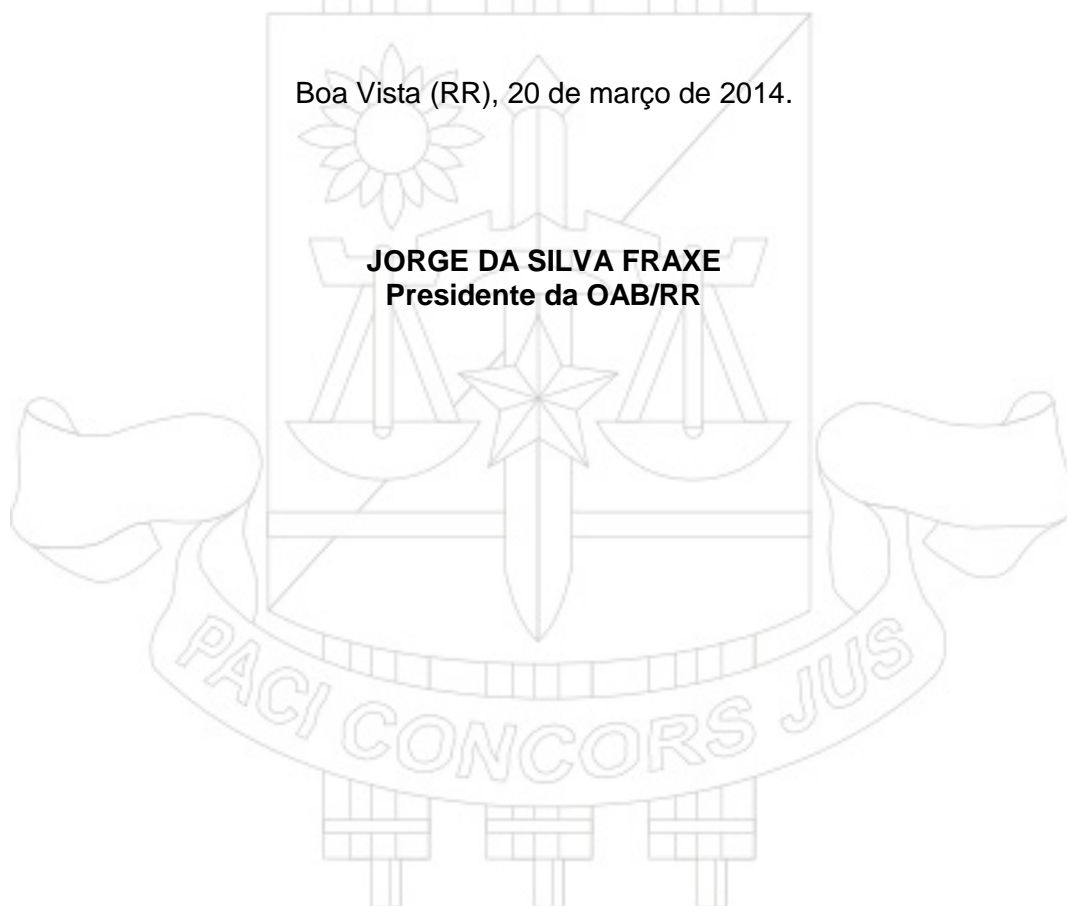 Boa Vista (RR), 20 de março de 2014.
JORGE DA SILVA FRAXE
Presidente da OAB/RR
PACI CONCORS JUS